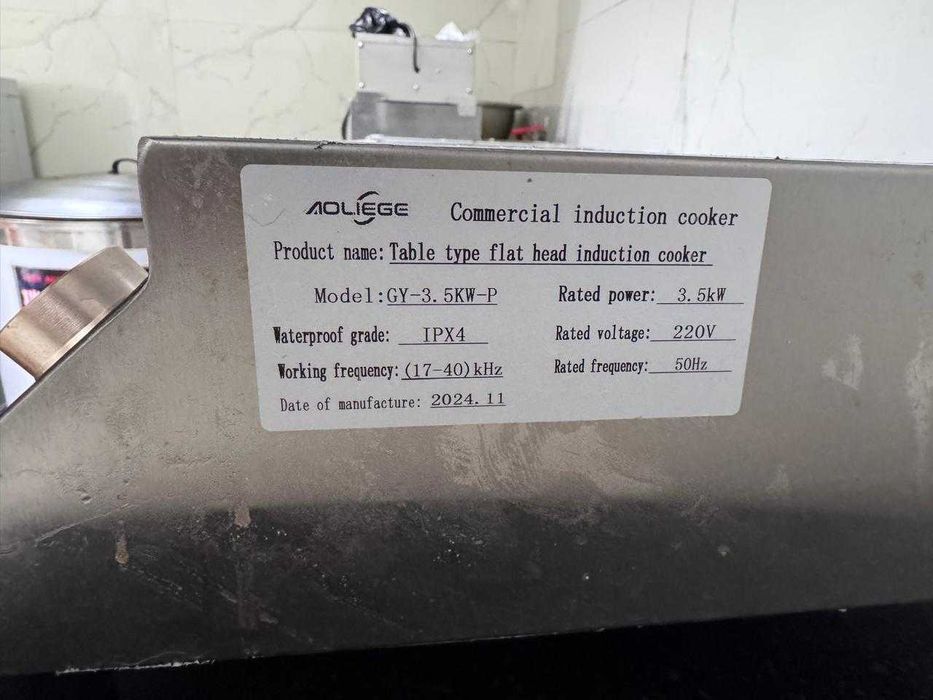 AOLIEGE Commercial induction cooker
Product name: Table type flat head induction cooker
Model: GY-3.5KW-P Rated power: 3.5kW
Waterproof grade: IPX4 Rated voltage: 220V
Working frequency: (17-40)kHz Rated frequency: 50Hz
Date of manufacture: 2024.11